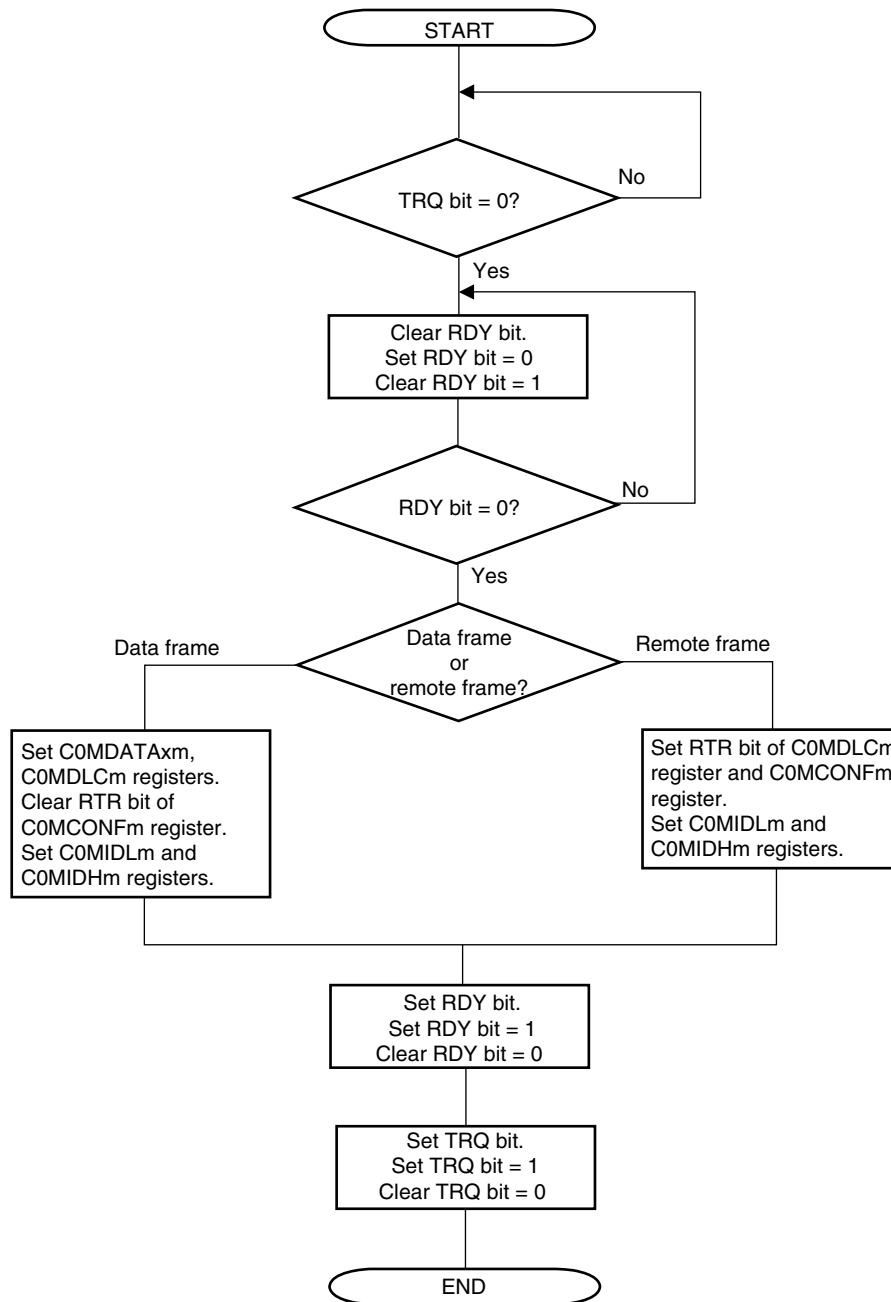 START
No
TRQ bit = 0?
Yes
Clear RDY bit.
Set RDY bit = 0
Clear RDY bit = 1
No
RDY bit = 0?
Yes
Data frame
Data frame
or
remote frame?
Remote frame
Set C0MDATAxm,
C0MDLCm registers.
Clear RTR bit of
C0MCONFm register.
Set C0MIDLm and
C0MIDHm registers.
Set RTR bit of C0MDLCm
register and C0MCONFm
register.
Set C0MIDLm and
C0MIDHm registers.
Set RDY bit.
Set RDY bit = 1
Clear RDY bit = 0
Set TRQ bit.
Set TRQ bit = 1
Clear TRQ bit = 0
END